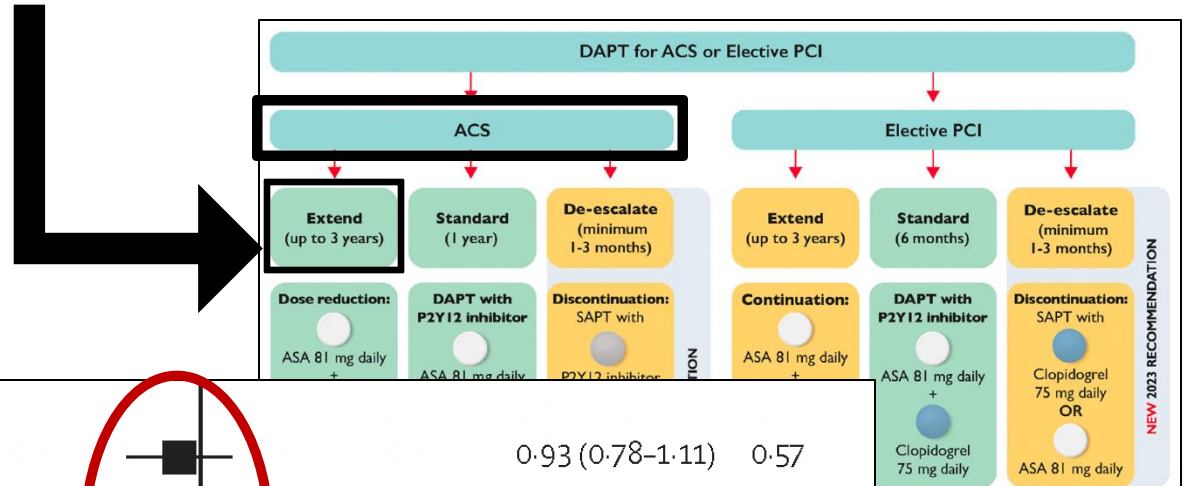 DAPT for ACS or Elective PCI
ACS
Elective PCI
Extend
(up to 3 years)
Standard
(1 year)
De-escalate
(minimum
1-3 months)
Extend
(up to 3 years)
Standard
(6 months)
De-escalate
(minimum
1-3 months)
Dose reduction:
ASA 81 mg daily
+
DAPT with
P2Y12 inhibitor
ASA 81 mg daily
Discontinuation:
SAPT with
P2Y12 inhibitor
Continuation:
ASA 81 mg daily
+
DAPT with
P2Y12 inhibitor
ASA 81 mg daily
+
Clopidogrel
75 mg daily
Discontinuation:
SAPT with
Clopidogrel
75 mg daily
OR
ASA 81 mg daily
NEW 2023 RECOMMENDATION
0·93 (0·78–1·11) 0·57